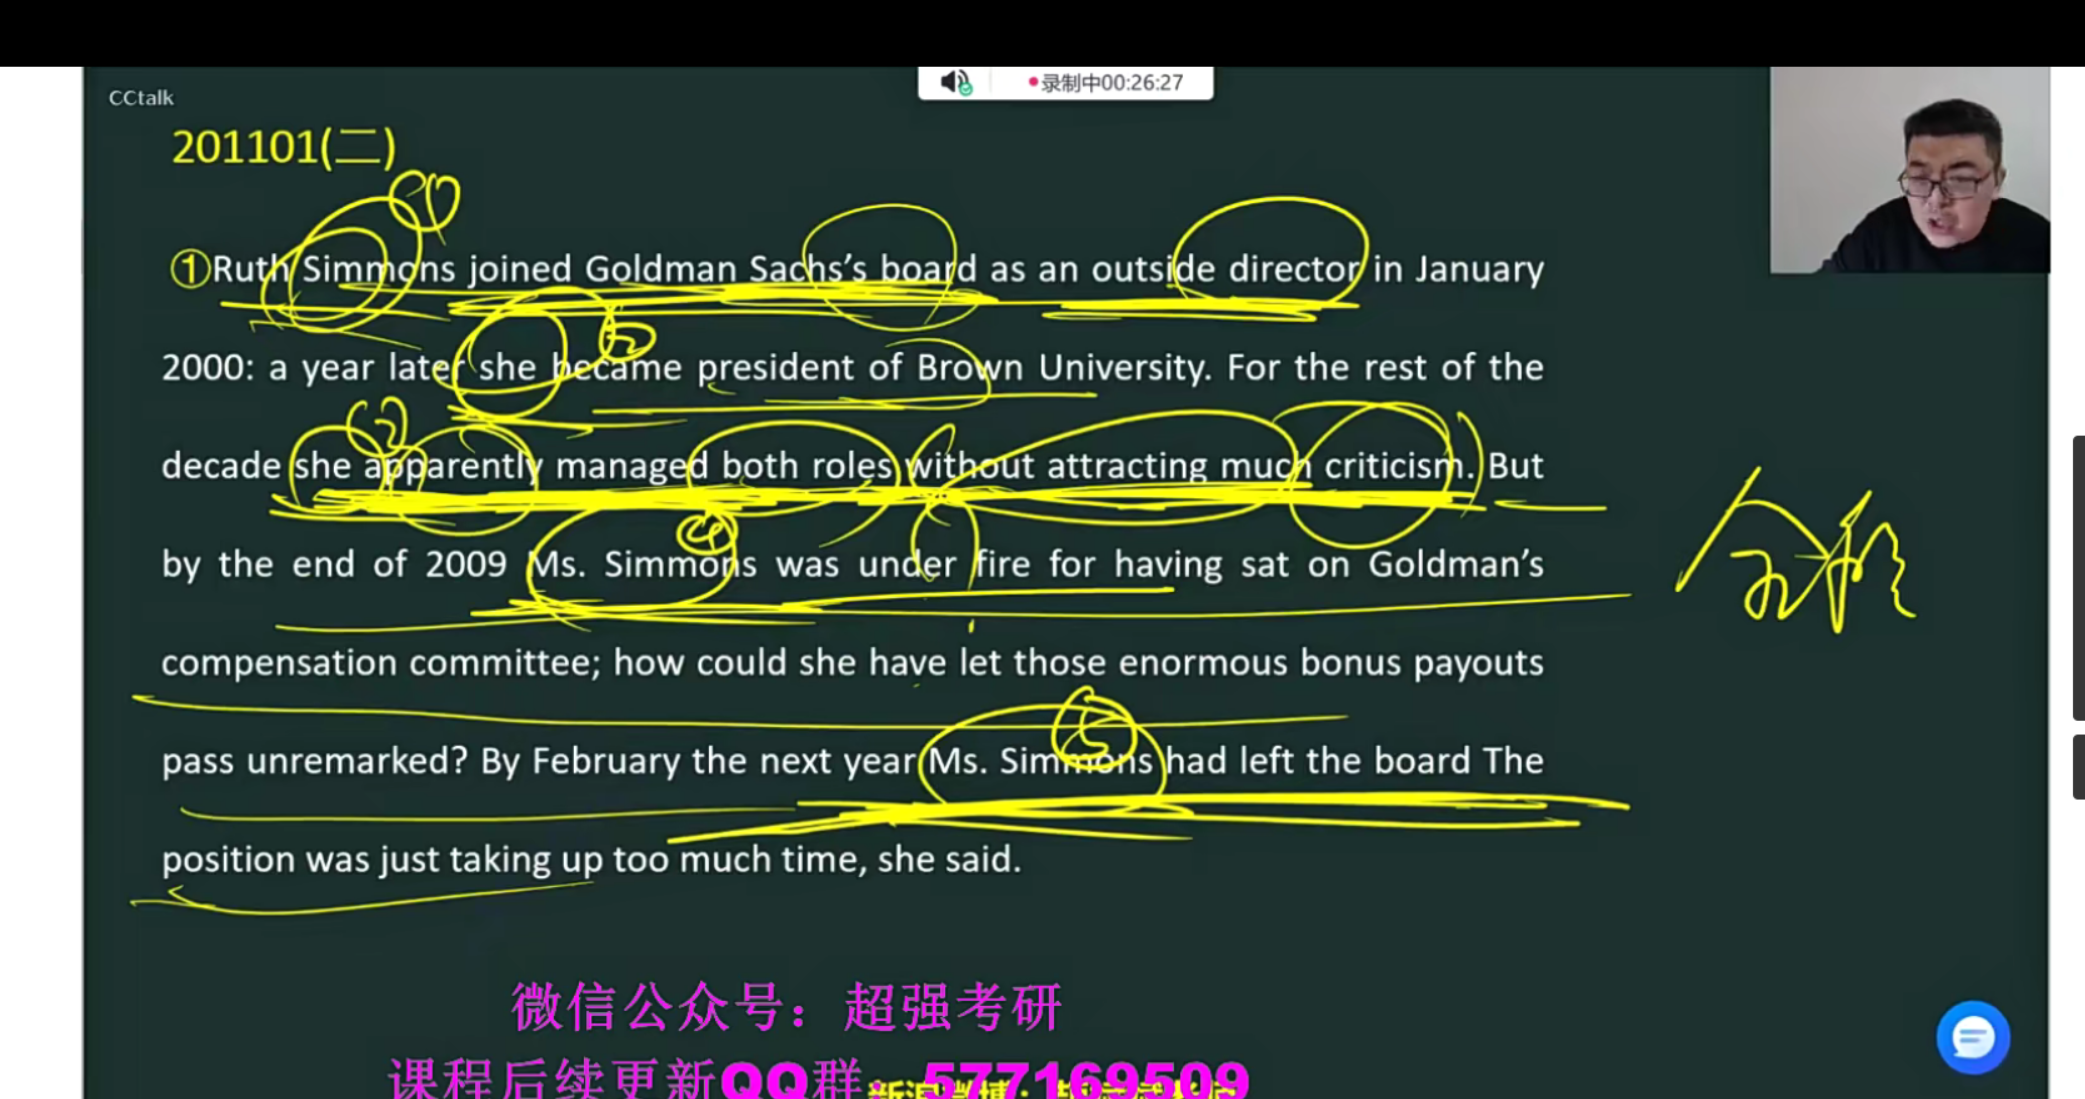 录制中00:26:27
CCtalk
201101(二)
(1)
①Ruth Simmons joined Goldman Sachs's board as an outside director in January
2000: a year later she became president of Brown University. For the rest of the
decade she apparently managed both roles without attracting much criticism. But
by the end of 2009 Ms. Simmons was under fire for having sat on Goldman's
compensation committee; how could she have let those enormous bonus payouts
pass unremarked? By February the next year Ms. Simmons had left the board The
position was just taking up too much time, she said.
微信公众号：超强考研
课程后续更新QQ群：577169509